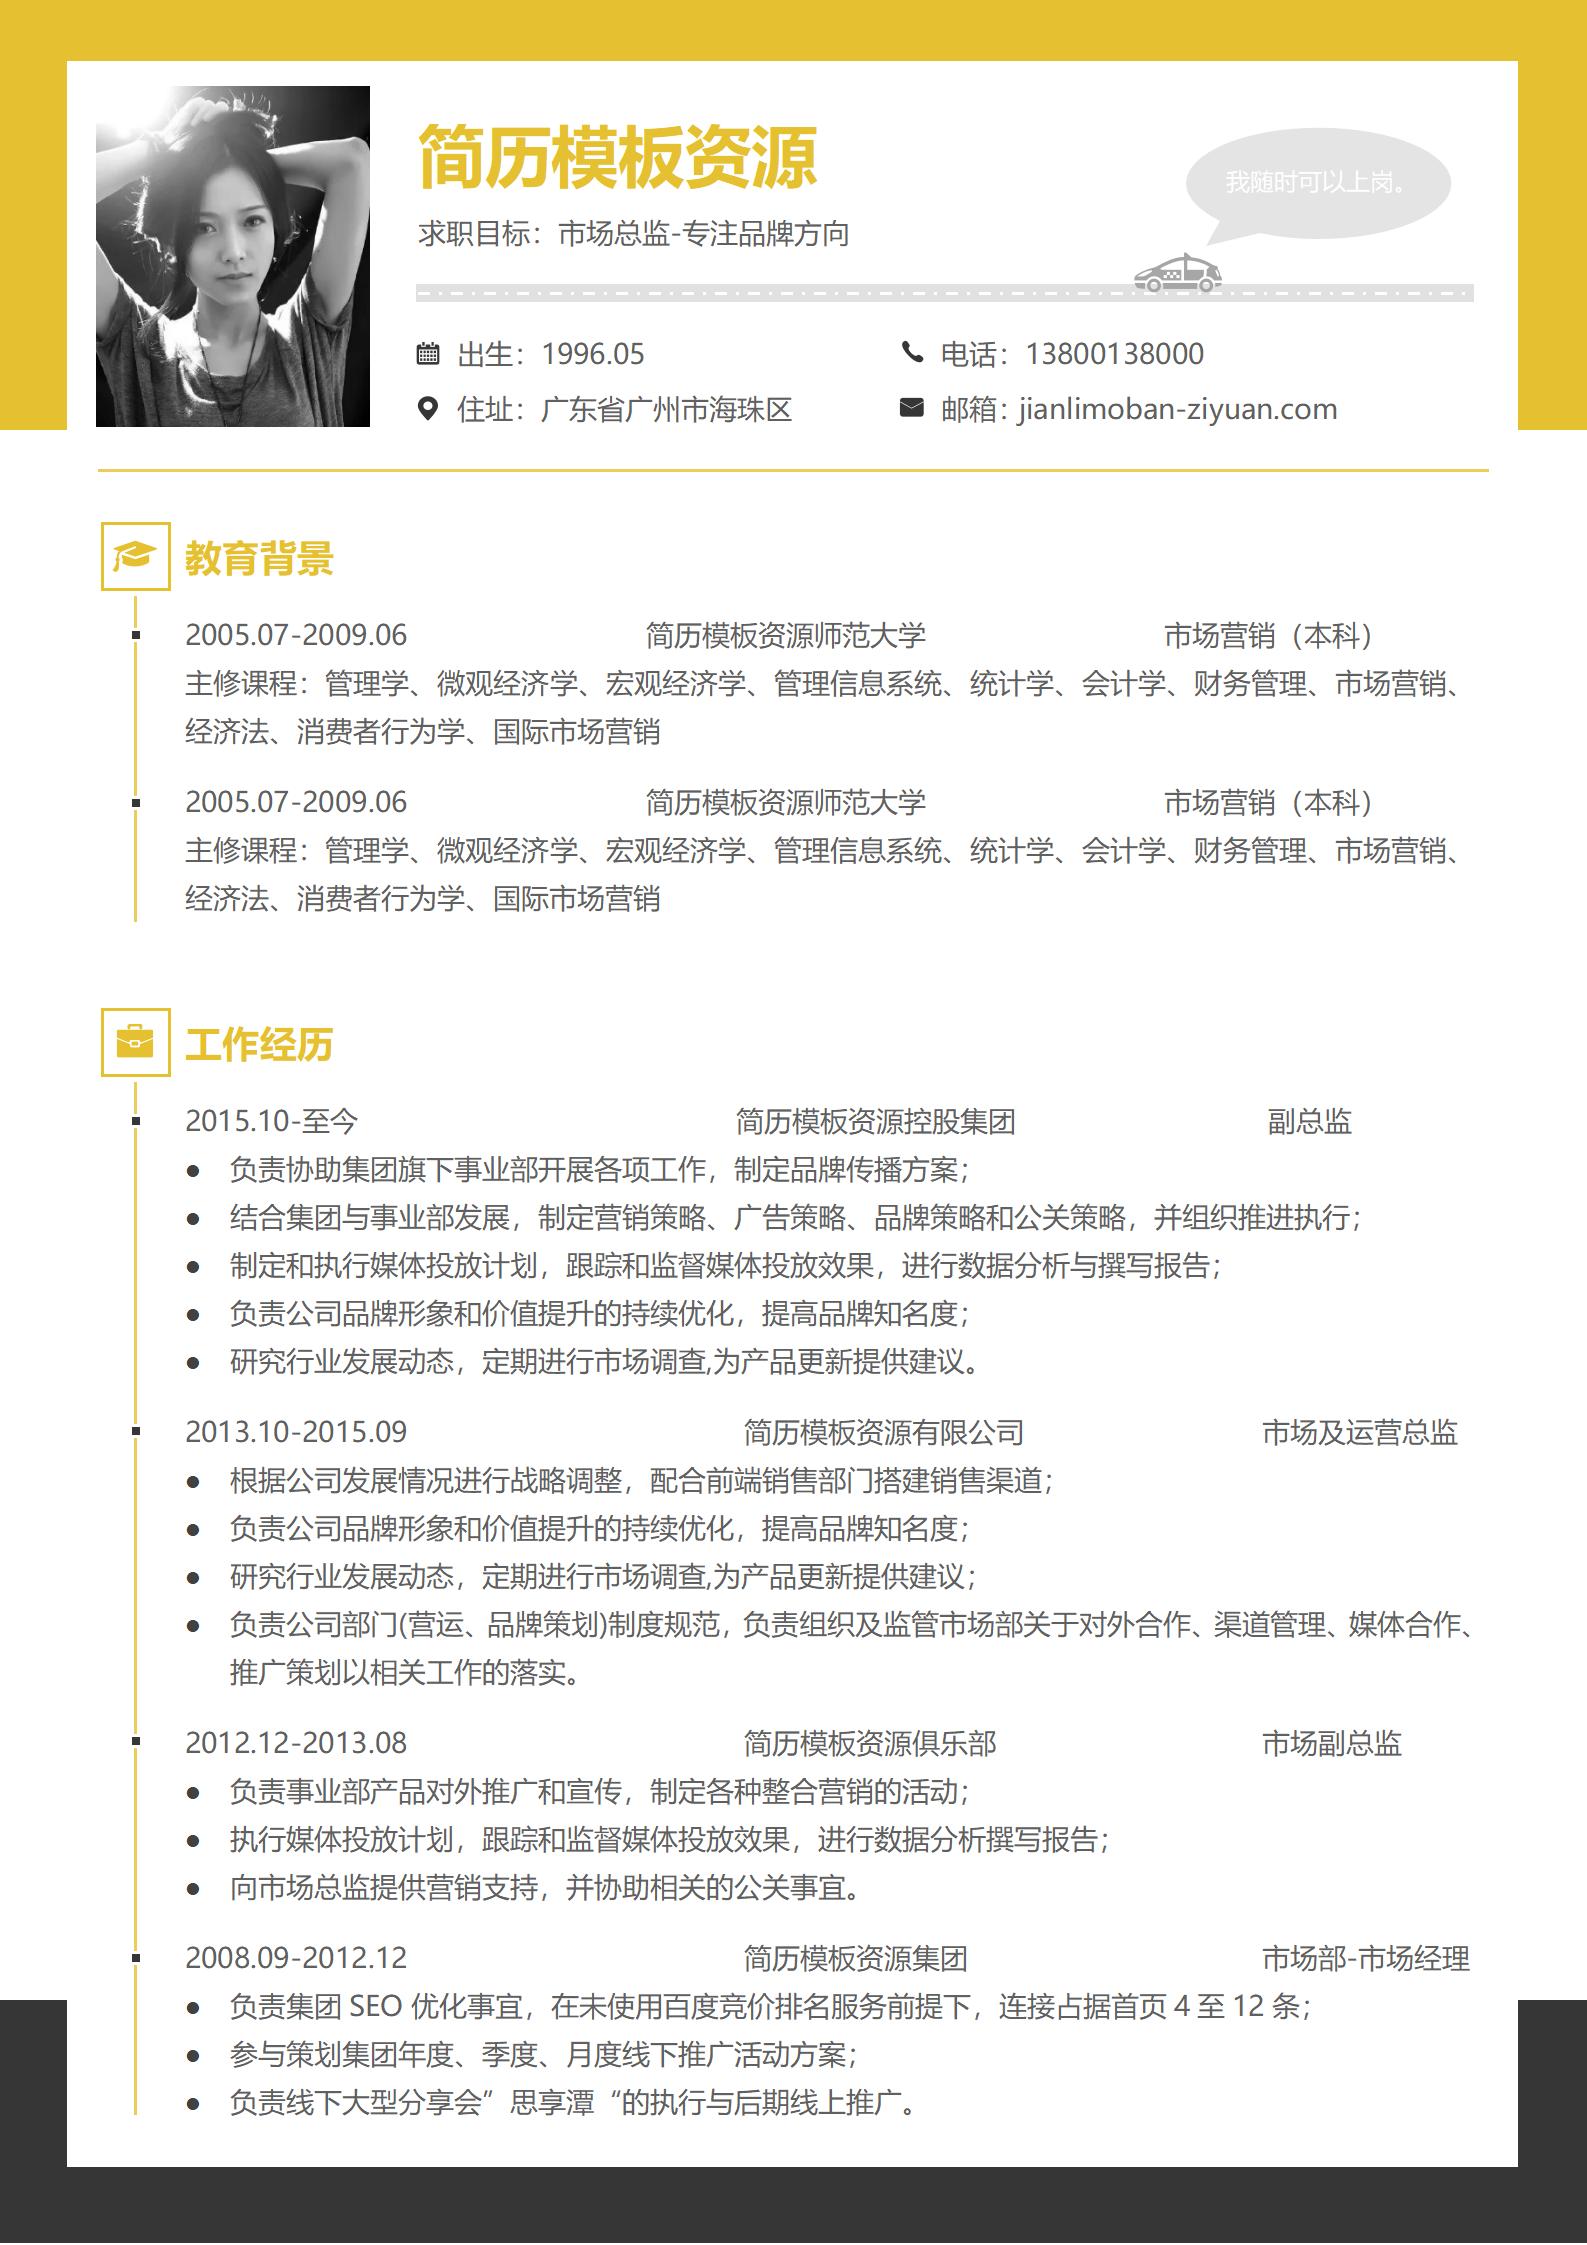 简历模板资源
我随时可以上岗。
求职目标：市场总监-专注品牌方向
出生：1996.05
电话：13800138000
住址：广东省广州市海珠区
邮箱：jianlimoban-ziyuan.com
教育背景
2005.07-2009.06 简历模板资源师范大学 市场营销（本科）
主修课程：管理学、微观经济学、宏观经济学、管理信息系统、统计学、会计学、财务管理、市场营销、
经济法、消费者行为学、国际市场营销
2005.07-2009.06 简历模板资源师范大学 市场营销（本科）
主修课程：管理学、微观经济学、宏观经济学、管理信息系统、统计学、会计学、财务管理、市场营销、
经济法、消费者行为学、国际市场营销
工作经历
2015.10-至今 简历模板资源控股集团 副总监
● 负责协助集团旗下事业部开展各项工作，制定品牌传播方案；
● 结合集团与事业部发展，制定营销策略、广告策略、品牌策略和公关策略，并组织推进执行；
● 制定和执行媒体投放计划，跟踪和监督媒体投放效果，进行数据分析与撰写报告；
● 负责公司品牌形象和价值提升的持续优化，提高品牌知名度；
● 研究行业发展动态，定期进行市场调查,为产品更新提供建议。
2013.10-2015.09 简历模板资源有限公司 市场及运营总监
● 根据公司发展情况进行战略调整，配合前端销售部门搭建销售渠道；
● 负责公司品牌形象和价值提升的持续优化，提高品牌知名度；
● 研究行业发展动态，定期进行市场调查,为产品更新提供建议；
● 负责公司部门(营运、品牌策划)制度规范，负责组织及监管市场部关于对外合作、渠道管理、媒体合作、
推广策划以相关工作的落实。
2012.12-2013.08 简历模板资源俱乐部 市场副总监
● 负责事业部产品对外推广和宣传，制定各种整合营销的活动；
● 执行媒体投放计划，跟踪和监督媒体投放效果，进行数据分析撰写报告；
● 向市场总监提供营销支持，并协助相关的公关事宜。
2008.09-2012.12 简历模板资源集团 市场部-市场经理
● 负责集团 SEO 优化事宜，在未使用百度竞价排名服务前提下，连接占据首页 4 至 12 条；
● 参与策划集团年度、季度、月度线下推广活动方案；
● 负责线下大型分享会”思享潭“的执行与后期线上推广。